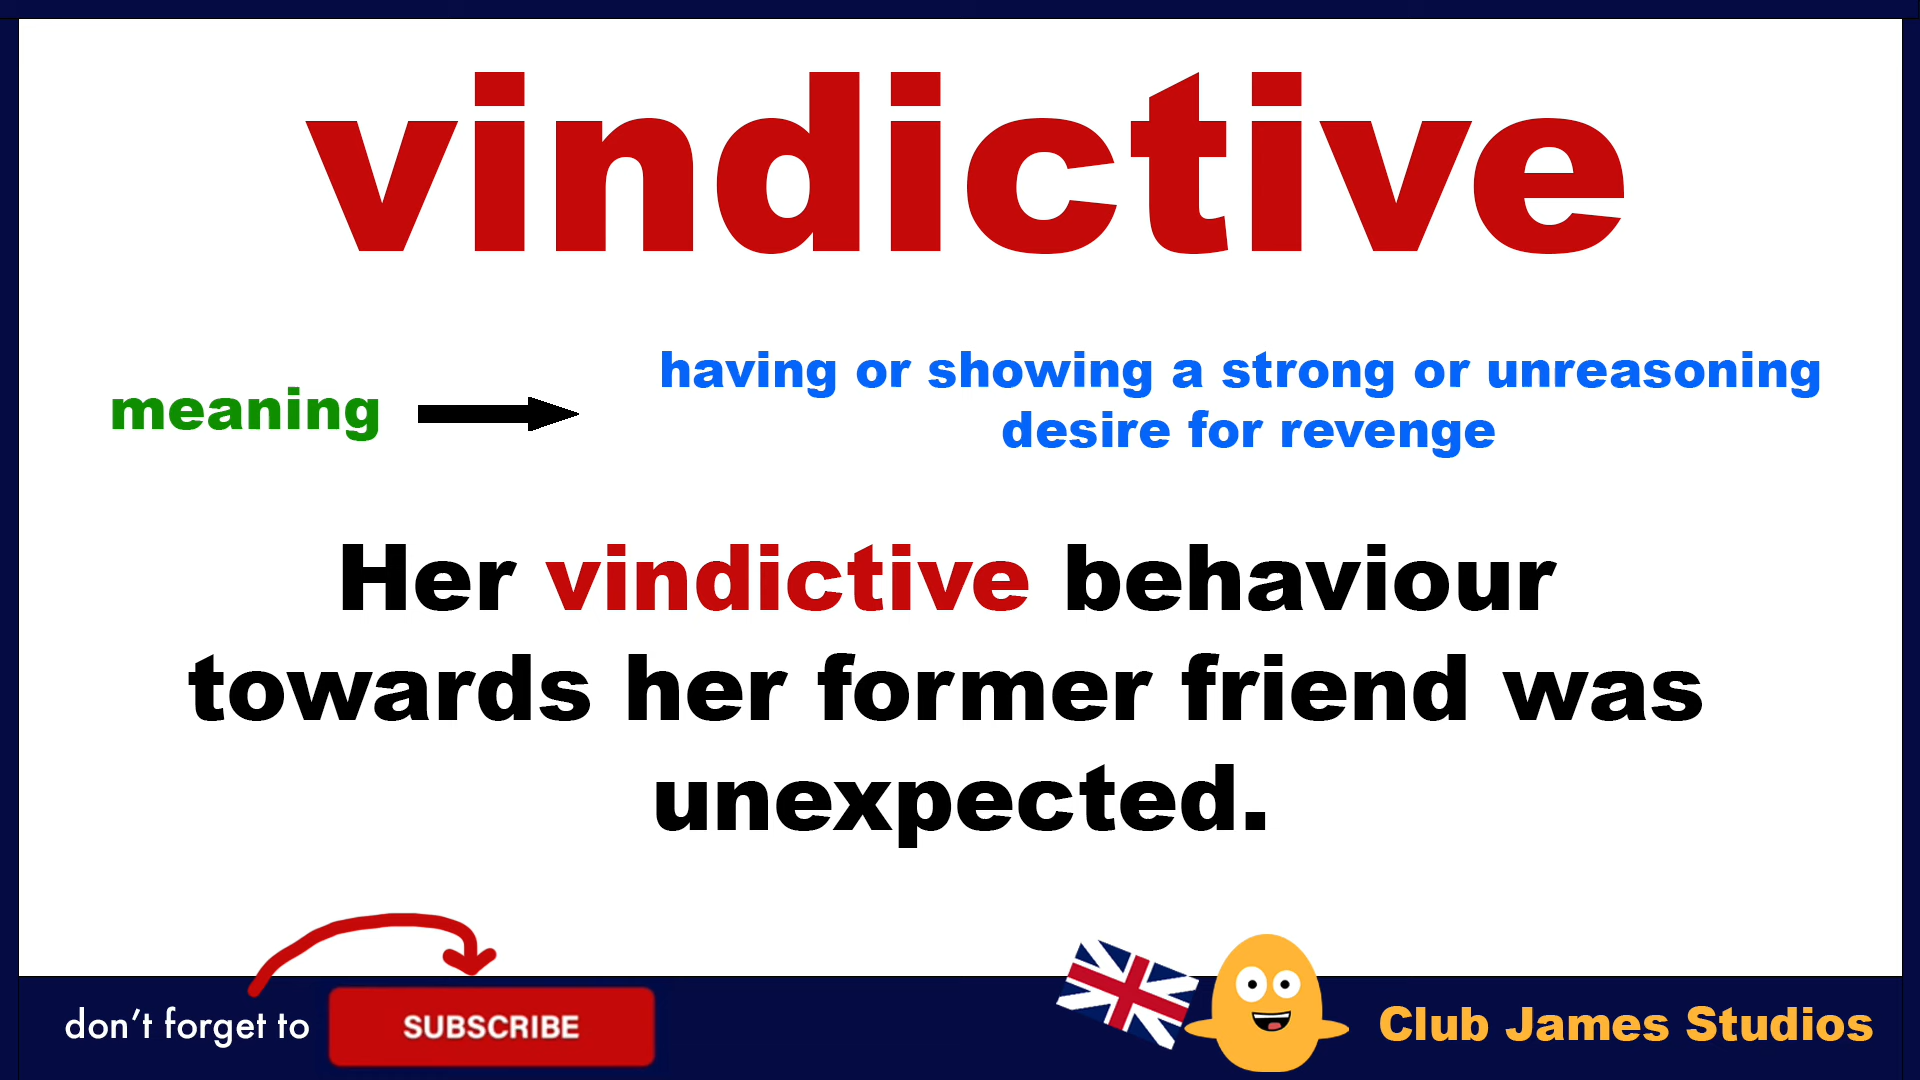 vindictive
meaning
having or showing a strong or unreasoning
desire for revenge
Her vindictive behaviour
towards her former friend was
unexpected.
don't forget to
SUBSCRIBE
Club James Studios